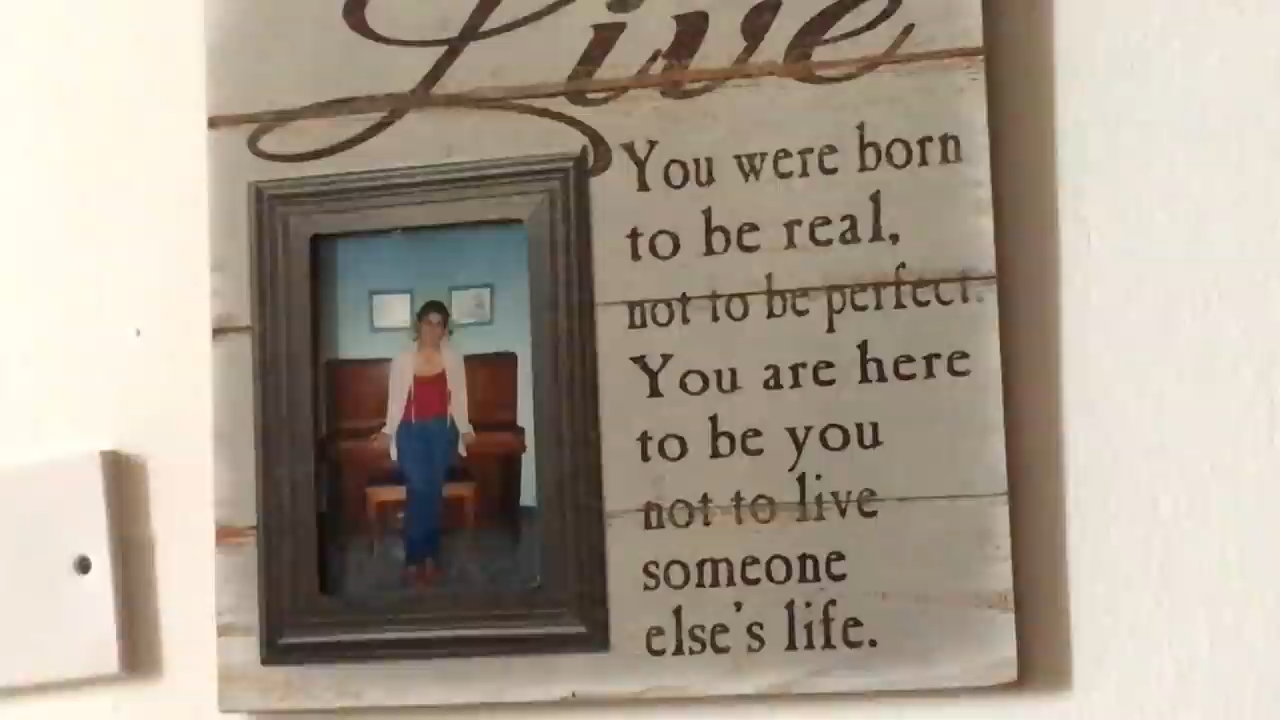 Live
You were born
to be real,
not to be perfect.
You are here
to be you
not to live
someone
else's life.